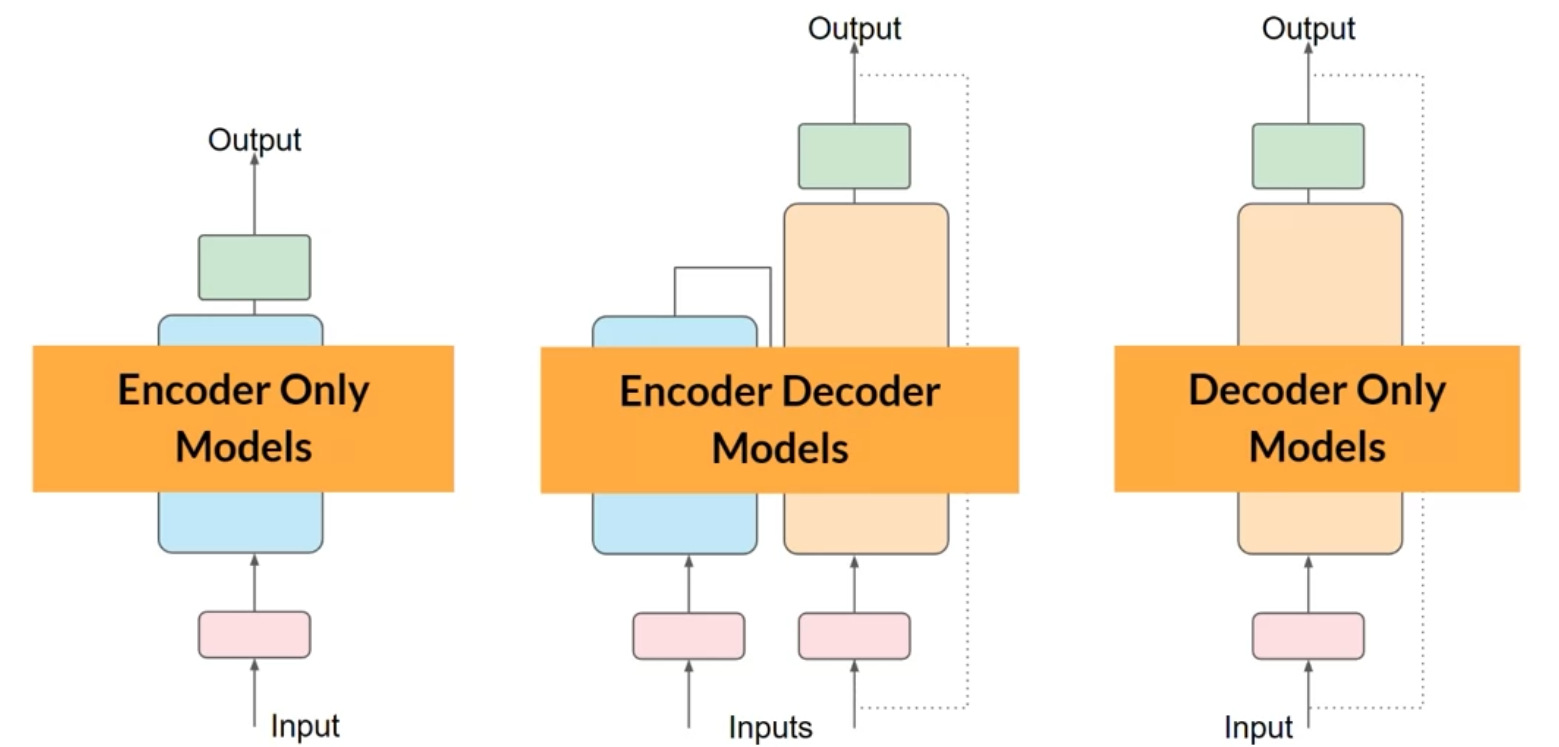 Output
Output
Output
Encoder Only
Models
Encoder Decoder
Models
Decoder Only
Models
Input
Inputs
Input